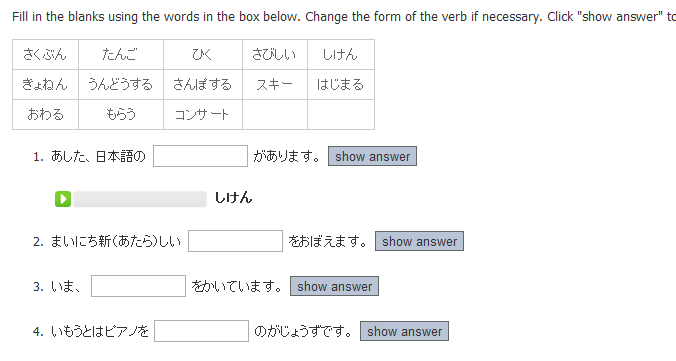 Fill in the blanks using the words in the box below. Change the form of the verb if necessary. Click "show answer" to
さくぶん たんご ひく さびしい しけん
きょねん うんどうする さんぽする スキー はじまる
おわる もらう コンサート
1. あした、日本語の があります。 show answer
しけん
2. まいにち新(あたら)しい をおぼえます。 show answer
3. いま、 をかいています。 show answer
4. いもうとはピアノを のがじょうずです。 show answer